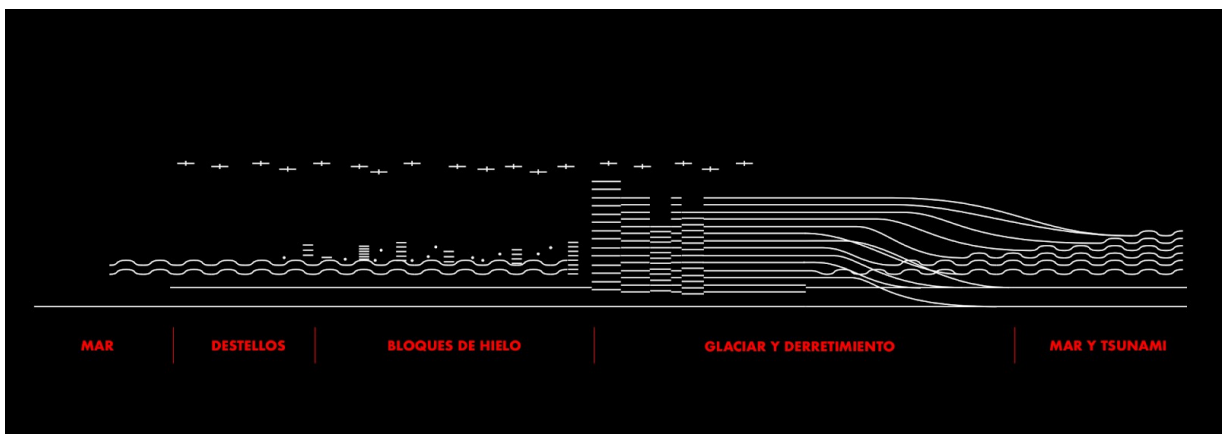 MAR
DESTELLOS
BLOQUES DE HIELO
GLACIAR Y DERRETIMIENTO
MAR Y TSUNAMI